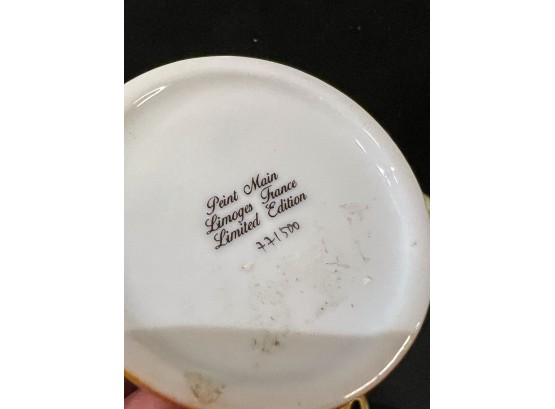 Peint Main
Limoges France
Limited Edition
77/500